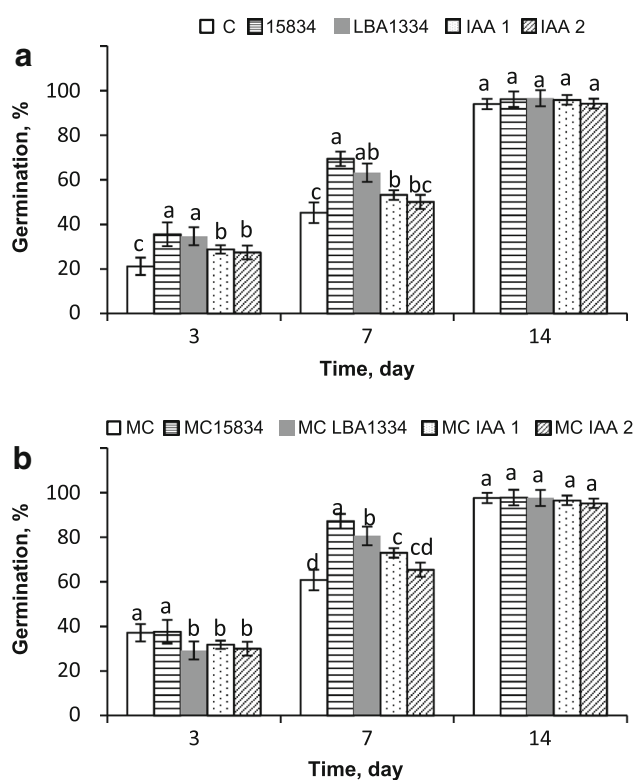 C 15834 LBA1334 IAA 1 IAA 2
a
Germination, %
100
80
60
40
20
0
c a a b b
c a ab b bc
a a a a a
3 7 14
Time, day
MC MC15834 MC LBA1334 MC IAA 1 MC IAA 2
b
Germination, %
100
80
60
40
20
0
a a b b b
d a b c cd
a a a a a
3 7 14
Time, day